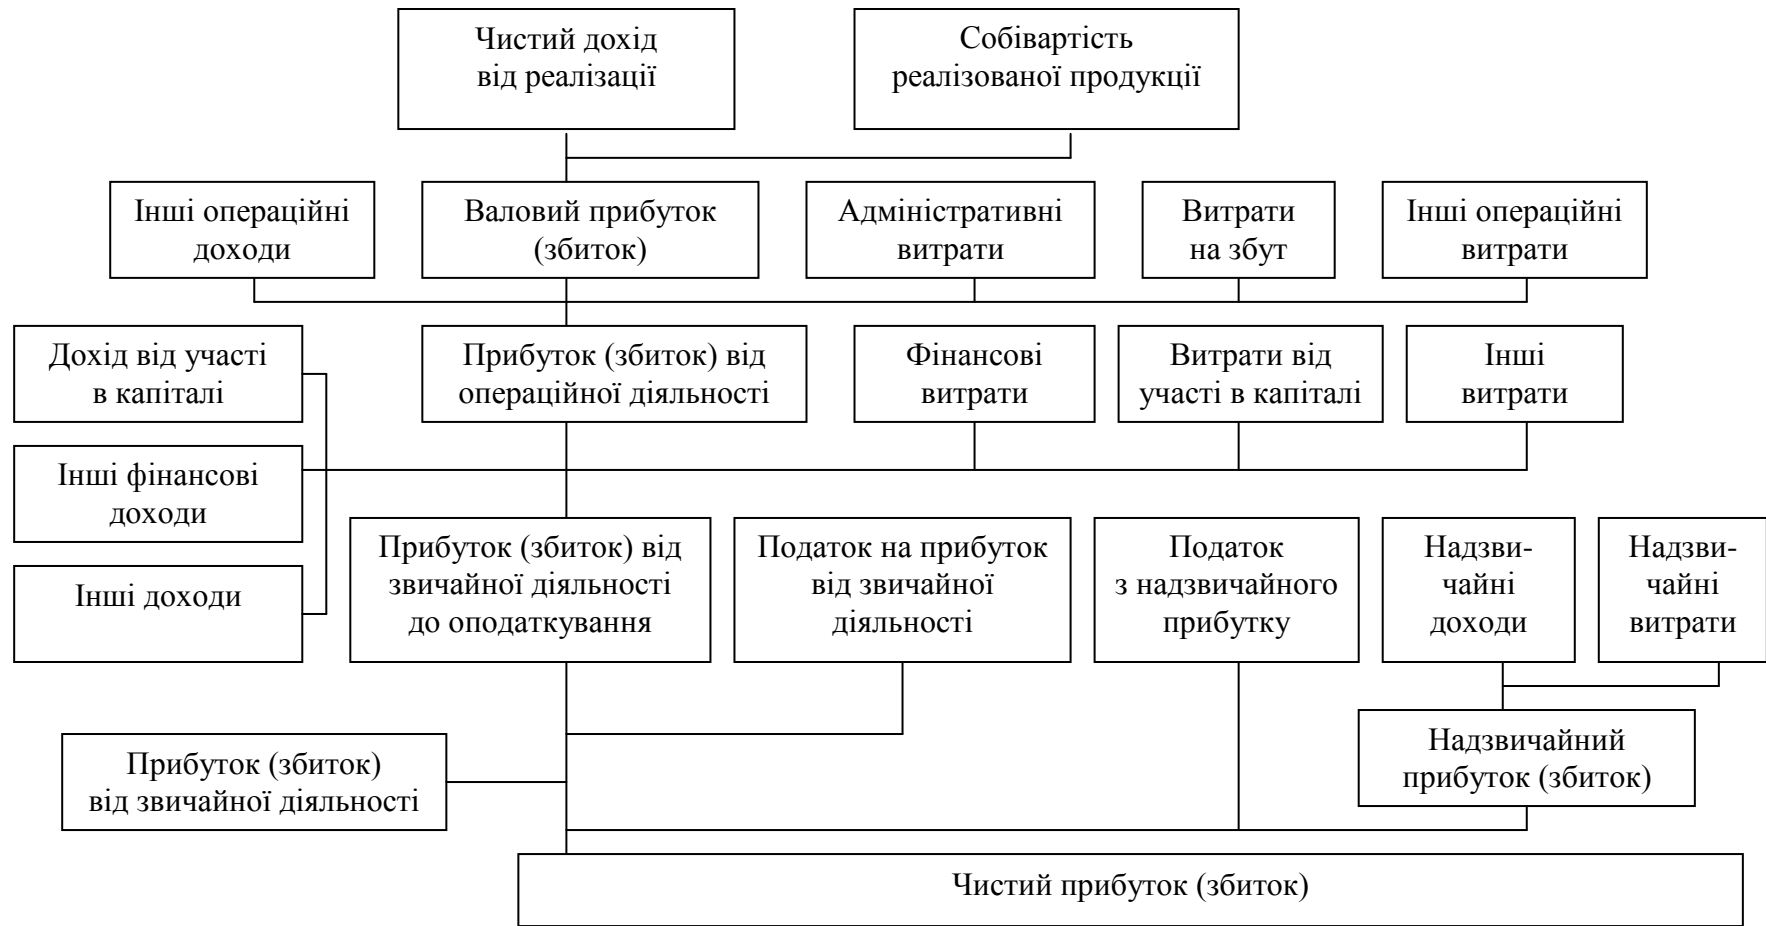 Чистий дохід
від реалізації
Собівартість
реалізованої продукції
Інші операційні
доходи
Валовий прибуток
(збиток)
Адміністративні
витрати
Витрати
на збут
Інші операційні
витрати
Дохід від участі
в капіталі
Прибуток (збиток) від
операційної діяльності
Фінансові
витрати
Витрати від
участі в капіталі
Інші
витрати
Інші фінансові
доходи
Інші доходи
Прибуток (збиток) від
звичайної діяльності
до оподаткування
Податок на прибуток
від звичайної
діяльності
Податок
з надзвичайного
прибутку
Надзви-
чайні
доходи
Надзви-
чайні
витрати
Прибуток (збиток)
від звичайної діяльності
Надзвичайний
прибуток (збиток)
Чистий прибуток (збиток)